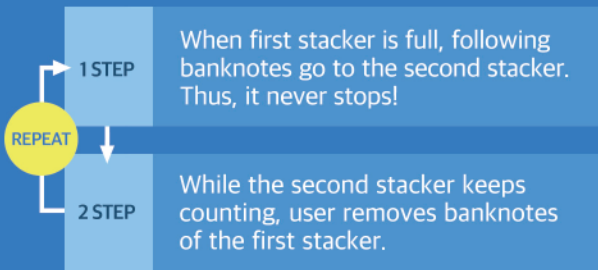 1 STEP
When first stacker is full, following
banknotes go to the second stacker.
Thus, it never stops!
REPEAT
2 STEP
While the second stacker keeps
counting, user removes banknotes
of the first stacker.